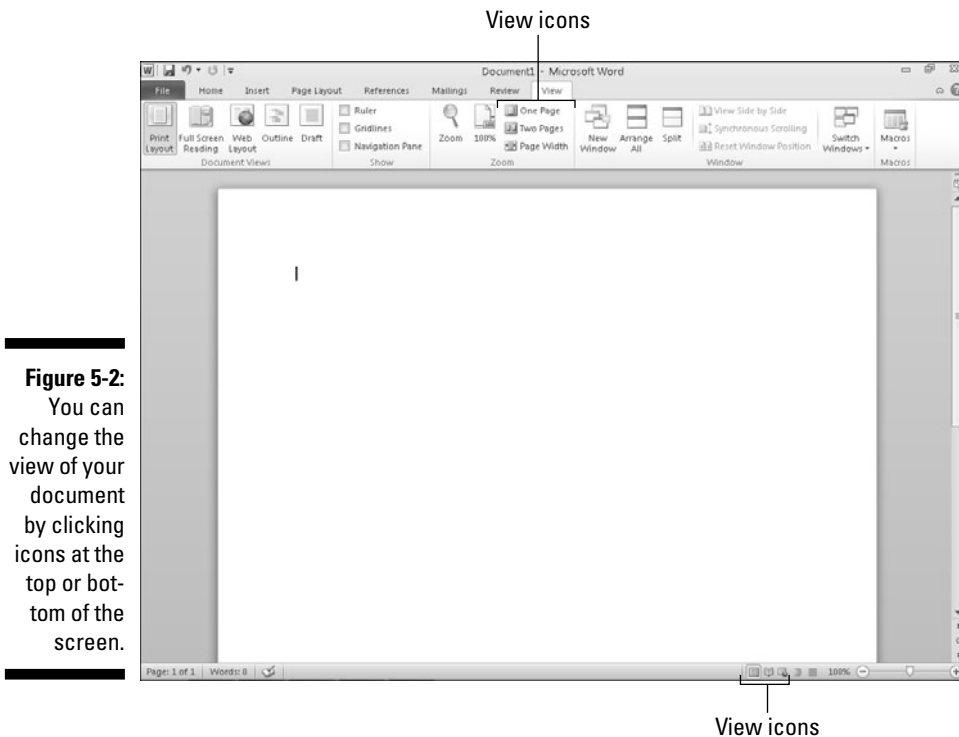 View icons
Document1 - Microsoft Word
File Home Insert Page Layout References Mailings Review View
Print Layout
Full Screen Reading
Web Layout
Outline
Draft
Document Views
Ruler
Gridlines
Navigation Pane
Show
Zoom
100%
One Page
Two Pages
Page Width
Zoom
New Window
Arrange All
Split
View Side by Side
Synchronous Scrolling
Reset Window Position
Switch Windows
Window
Macros
Macros
Figure 5-2:
You can
change the
view of your
document
by clicking
icons at the
top or bot-
tom of the
screen.
Page: 1 of 1 Words: 0
100%
View icons